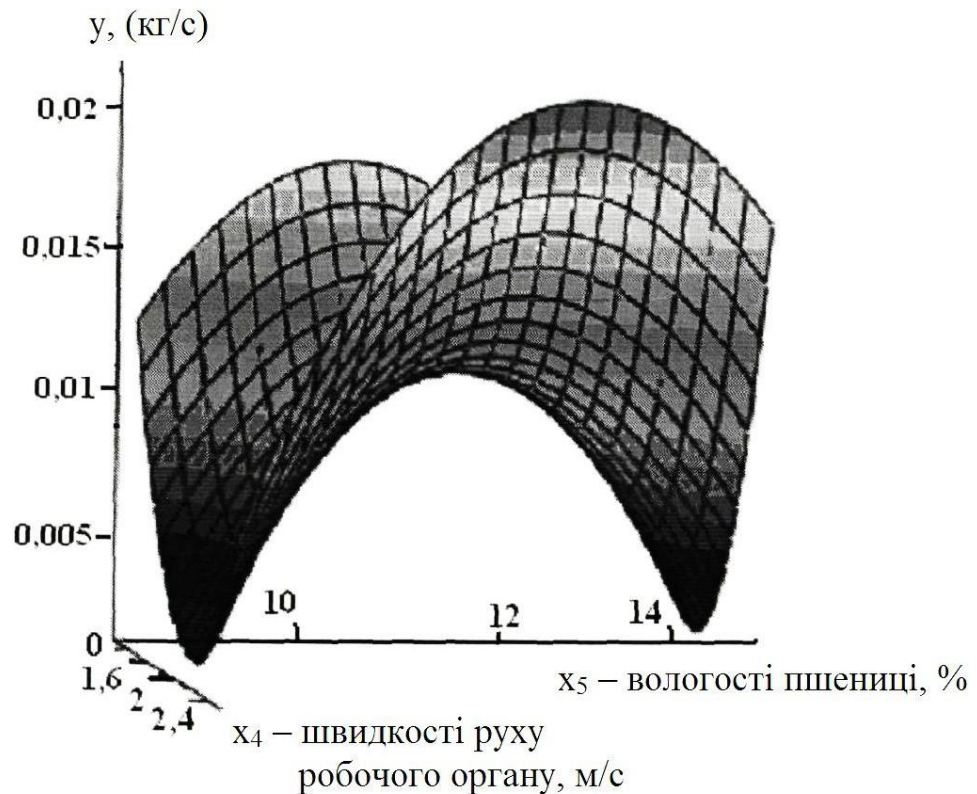 y, (кг/с)
0,02
0,015
0,01
0,005
0
10
12
14
1,6
2
2,4
x₅ – вологості пшениці, %
x₄ – швидкості руху
робочого органу, м/с